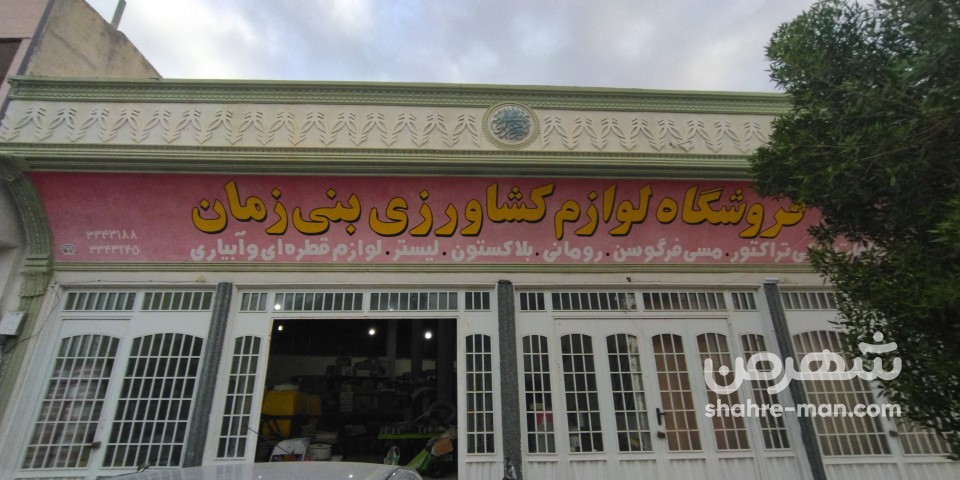 فروشگاه لوازم کشاورزی بنی زمان
تراکتور . مسی فرگوسن . رومانی . بلاکستون . لیستر . لوازم قطره ای و آبیاری
۳۳۴۳۱۸۸
۳۳۴۳۲۴۵
شهرمن
shahre-man.com